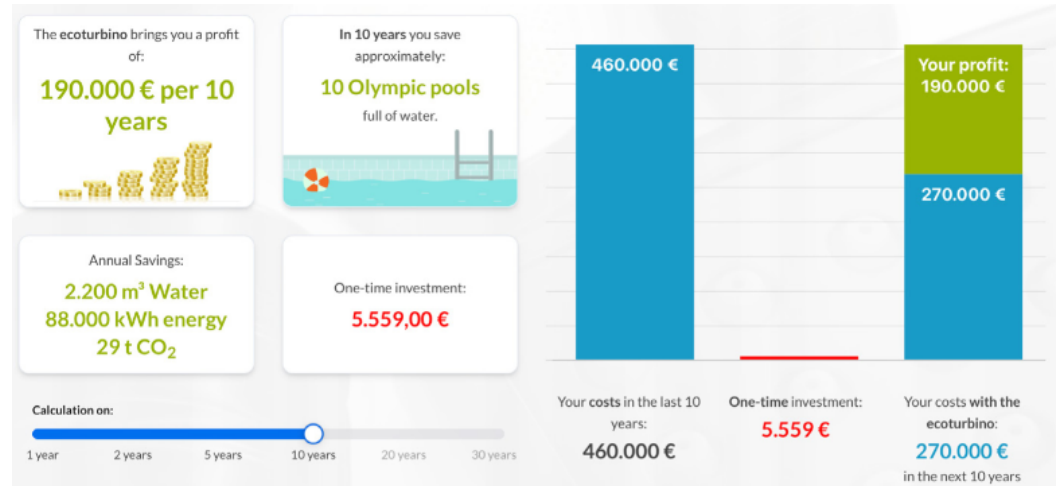 The ecoturbino brings you a profit
of:
190.000 € per 10
years
In 10 years you save
approximately:
10 Olympic pools
full of water.
Annual Savings:
2.200 m³ Water
88.000 kWh energy
29 t CO₂
One-time investment:
5.559,00 €
Calculation on:
1 year 2 years 5 years 10 years 20 years 30 years
460.000 €
Your profit:
190.000 €
270.000 €
Your costs in the last 10
years:
460.000 €
One-time investment:
5.559 €
Your costs with the
ecoturbino:
270.000 €
in the next 10 years